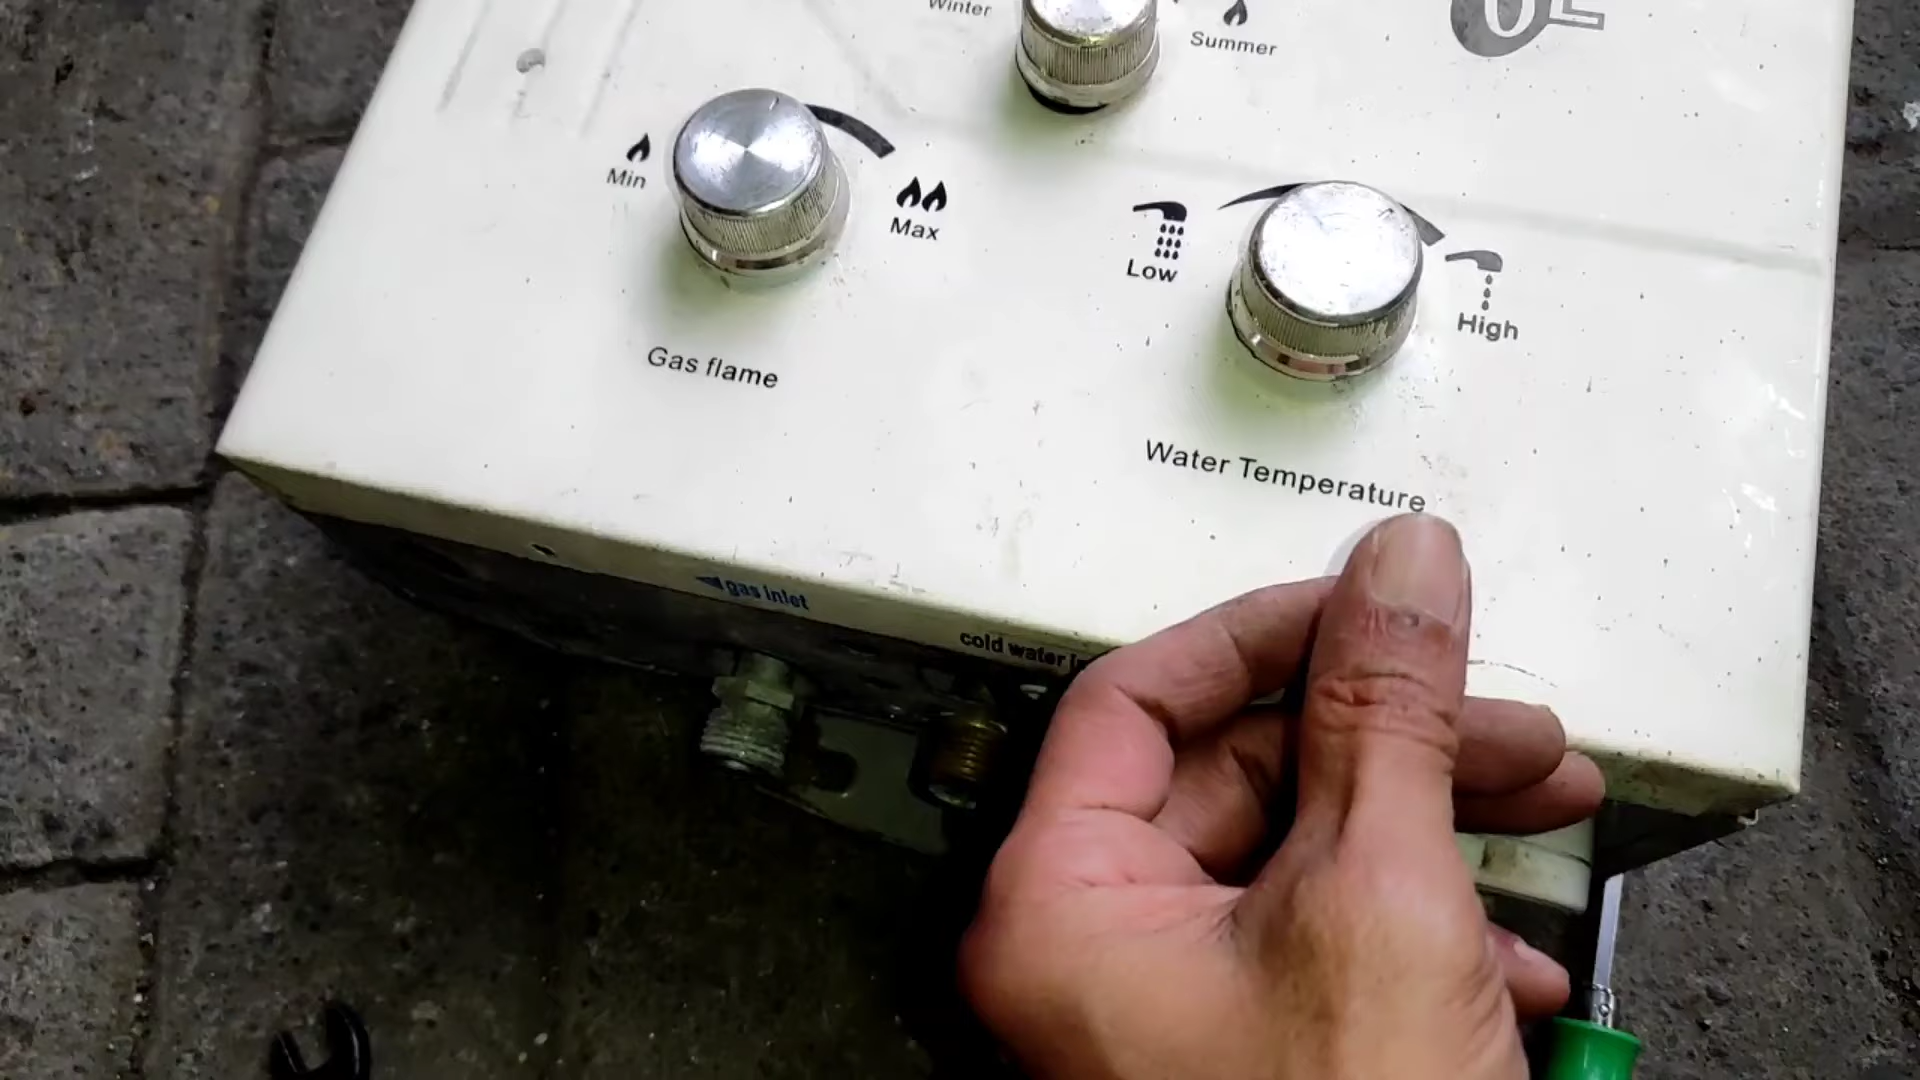 Winter
Summer
Min
Max
Low
High
Gas flame
Water Temperature
gas inlet
cold water